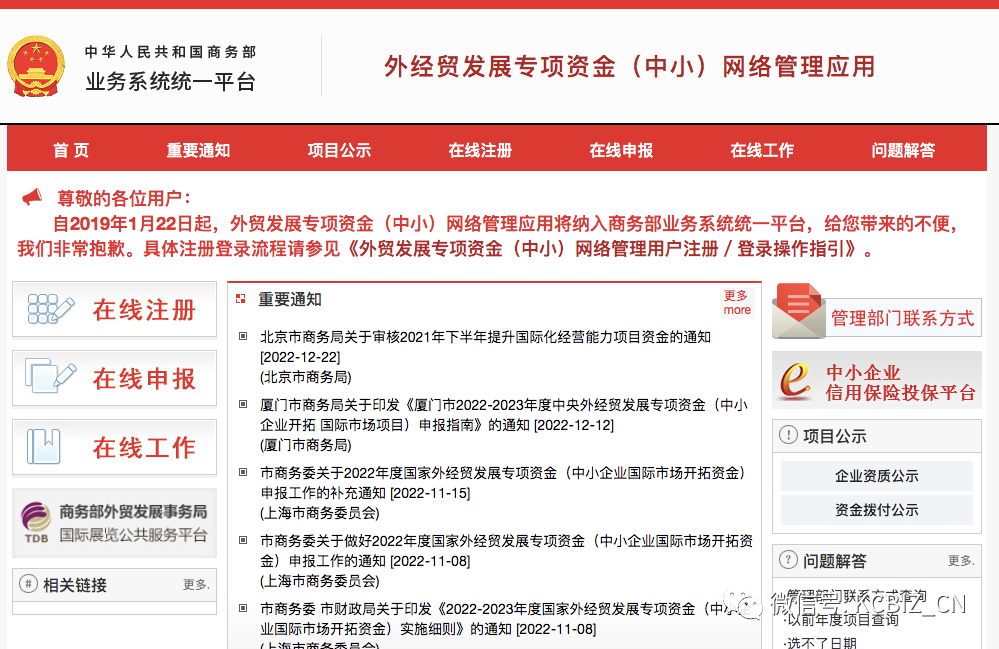 中华人民共和国商务部
业务系统统一平台
外经贸发展专项资金（中小）网络管理应用
首 页 重要通知 项目公示 在线注册 在线申报 在线工作 问题解答
尊敬的各位用户：
自2019年1月22日起，外贸发展专项资金（中小）网络管理应用将纳入商务部业务系统统一平台，给您带来的不便，
我们非常抱歉。具体注册登录流程请参见《外贸发展专项资金（中小）网络管理用户注册 / 登录操作指引》。
在线注册
在线申报
在线工作
TDB
商务部外贸发展事务局
国际展览公共服务平台
# 相关链接 更多.
重要通知
更多
more
北京市商务局关于审核2021年下半年提升国际化经营能力项目资金的通知
[2022-12-22]
(北京市商务局)
厦门市商务局关于印发《厦门市2022-2023年度中央外经贸发展专项资金（中小
企业开拓 国际市场项目）申报指南》的通知 [2022-12-12]
(厦门市商务局)
市商务委关于2022年度国家外经贸发展专项资金（中小企业国际市场开拓资金）
申报工作的补充通知 [2022-11-15]
(上海市商务委员会)
市商务委关于做好2022年度国家外经贸发展专项资金（中小企业国际市场开拓资
金）申报工作的通知 [2022-11-08]
(上海市商务委员会)
市商务委 市财政局关于印发《2022-2023年度国家外经贸发展专项资金（中小
业国际市场开拓资金）实施细则》的通知 [2022-11-08]
(上海市商务委员会)
管理部门联系方式
中小企业
信用保险投保平台
! 项目公示
企业资质公示
资金拨付公示
? 问题解答 更多.
·管理部门联系方式查询
·以前年度项目查询
·选不了日期
微信号: KCBIZ_CN